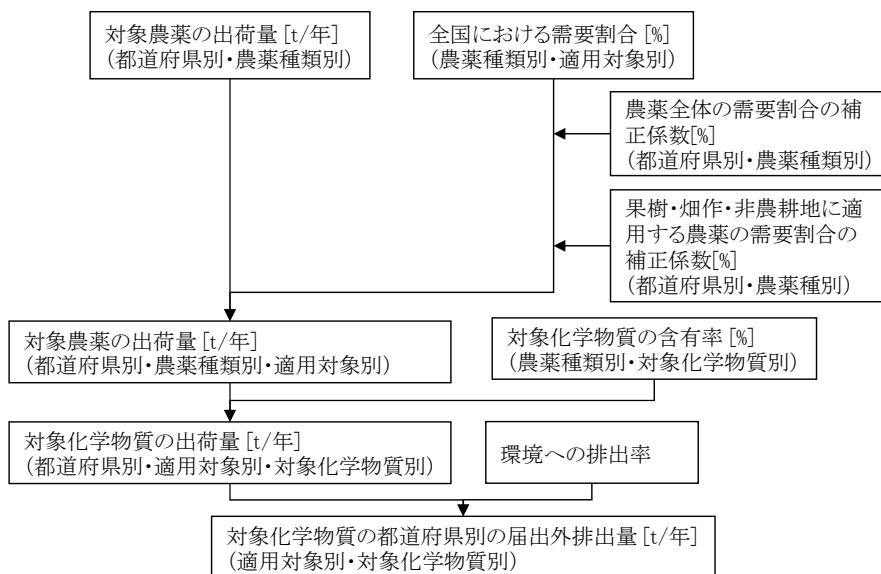 対象農薬の出荷量[t/年]
(都道府県別・農薬種類別)
全国における需要割合[%]
(農薬種類別・適用対象別)
農薬全体の需要割合の補
正係数[%]
(都道府県別・農薬種類別)
果樹・畑作・非農耕地に適
用する農薬の需要割合の
補正係数[%]
(都道府県別・農薬種別)
対象農薬の出荷量[t/年]
(都道府県別・農薬種類別・適用対象別)
対象化学物質の含有率[%]
(農薬種類別・対象化学物質別)
対象化学物質の出荷量[t/年]
(都道府県別・適用対象別・対象化学物質別)
環境への排出率
対象化学物質の都道府県別の届出外排出量[t/年]
(適用対象別・対象化学物質別)